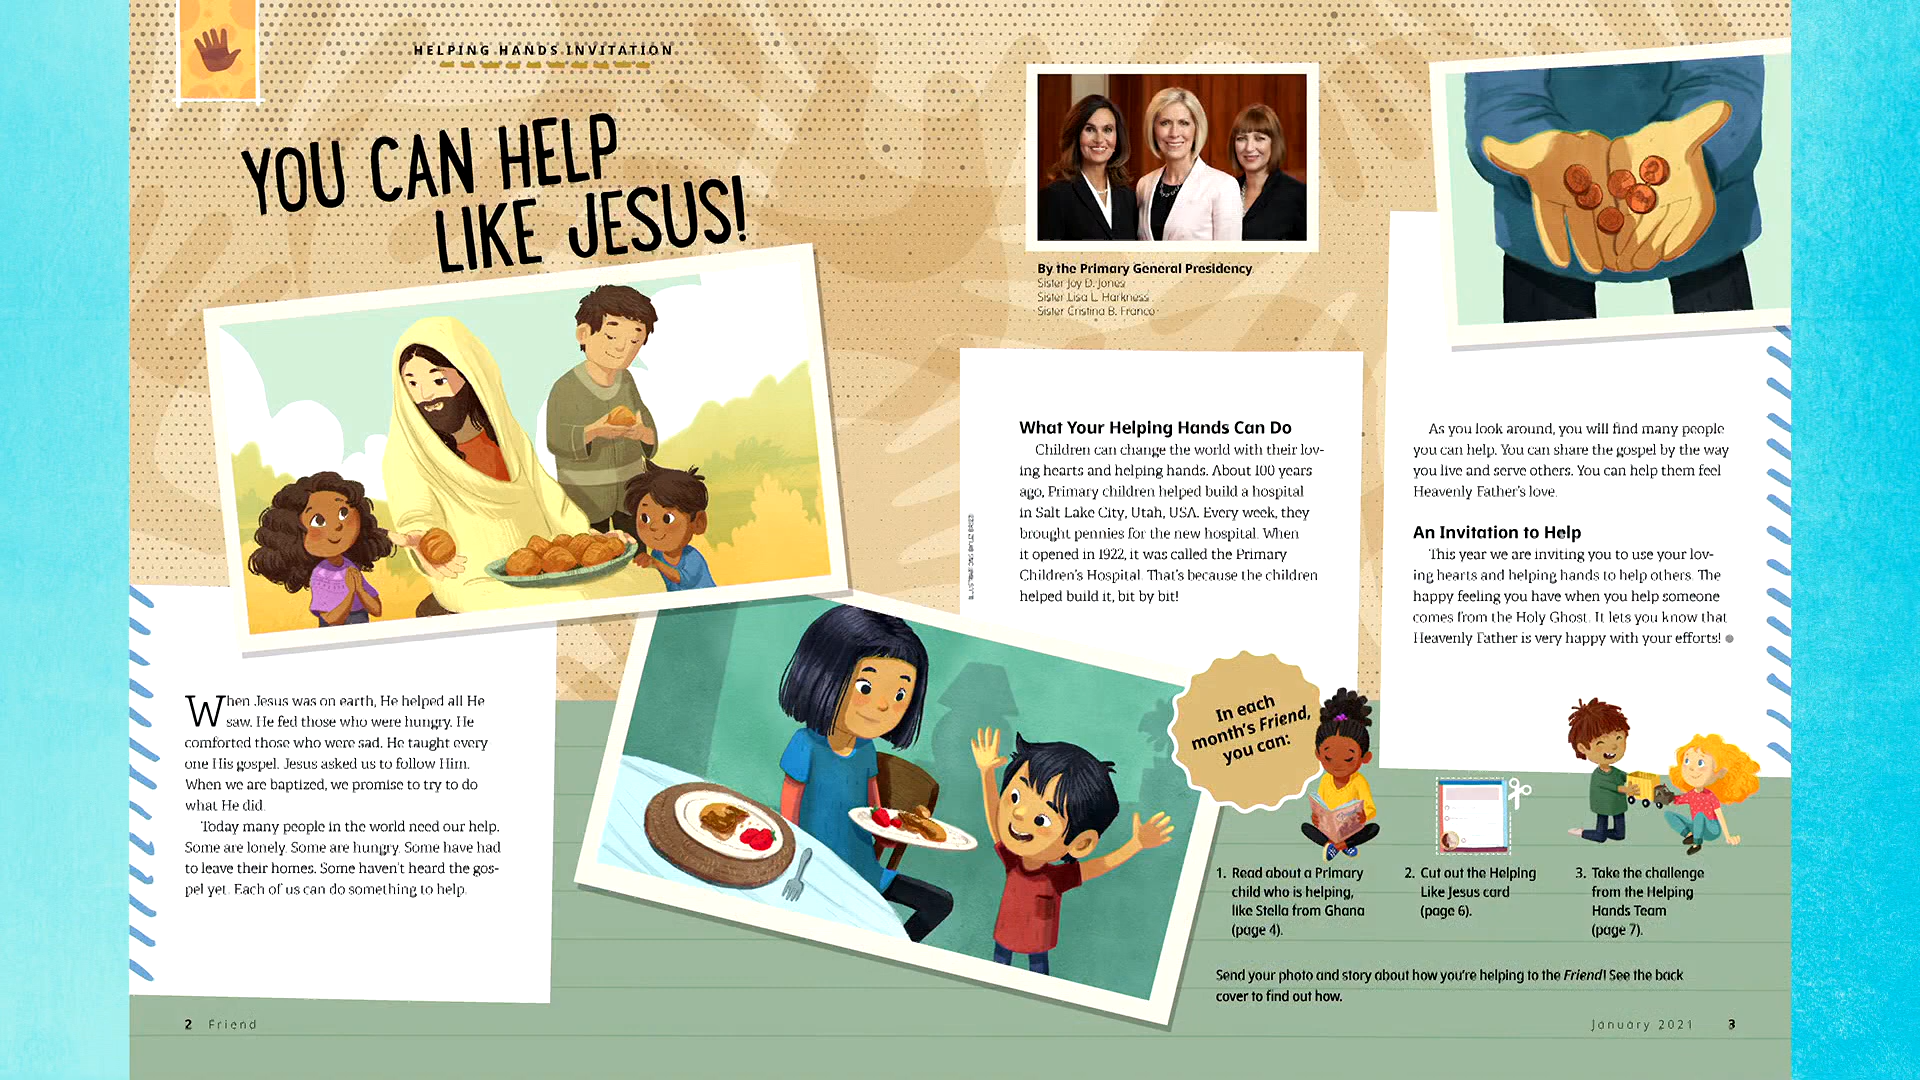 HELPING HANDS INVITATION
YOU CAN HELP
LIKE JESUS!
When Jesus was on earth, He helped all He
saw. He fed those who were hungry. He
comforted those who were sad. He taught every
one His gospel. Jesus asked us to follow Him.
When we are baptized, we promise to try to do
what He did.
Today many people in the world need our help.
Some are lonely. Some are hungry. Some have had
to leave their homes. Some haven't heard the gos-
pel yet. Each of us can do something to help.
2 Friend
By the Primary General Presidency
Sister Joy D. Jones
Sister Lisa L. Harkness
Sister Cristina B. Franco
What Your Helping Hands Can Do
Children can change the world with their lov-
ing hearts and helping hands. About 100 years
ago, Primary children helped build a hospital
in Salt Lake City, Utah, USA. Every week, they
brought pennies for the new hospital. When
it opened in 1922, it was called the Primary
Children's Hospital. That's because the children
helped build it, bit by bit!
As you look around, you will find many people
you can help. You can share the gospel by the way
you live and serve others. You can help them feel
Heavenly Father's love.
An Invitation to Help
This year we are inviting you to use your lov-
ing hearts and helping hands to help others. The
happy feeling you have when you help someone
comes from the Holy Ghost. It lets you know that
Heavenly Father is very happy with your efforts!
In each
month's Friend,
you can:
1. Read about a Primary
child who is helping,
like Stella from Ghana
(page 4).
2. Cut out the Helping
Like Jesus card
(page 6).
3. Take the challenge
from the Helping
Hands Team
(page 7).
Send your photo and story about how you're helping to the Friend! See the back
cover to find out how.
January 2021 3